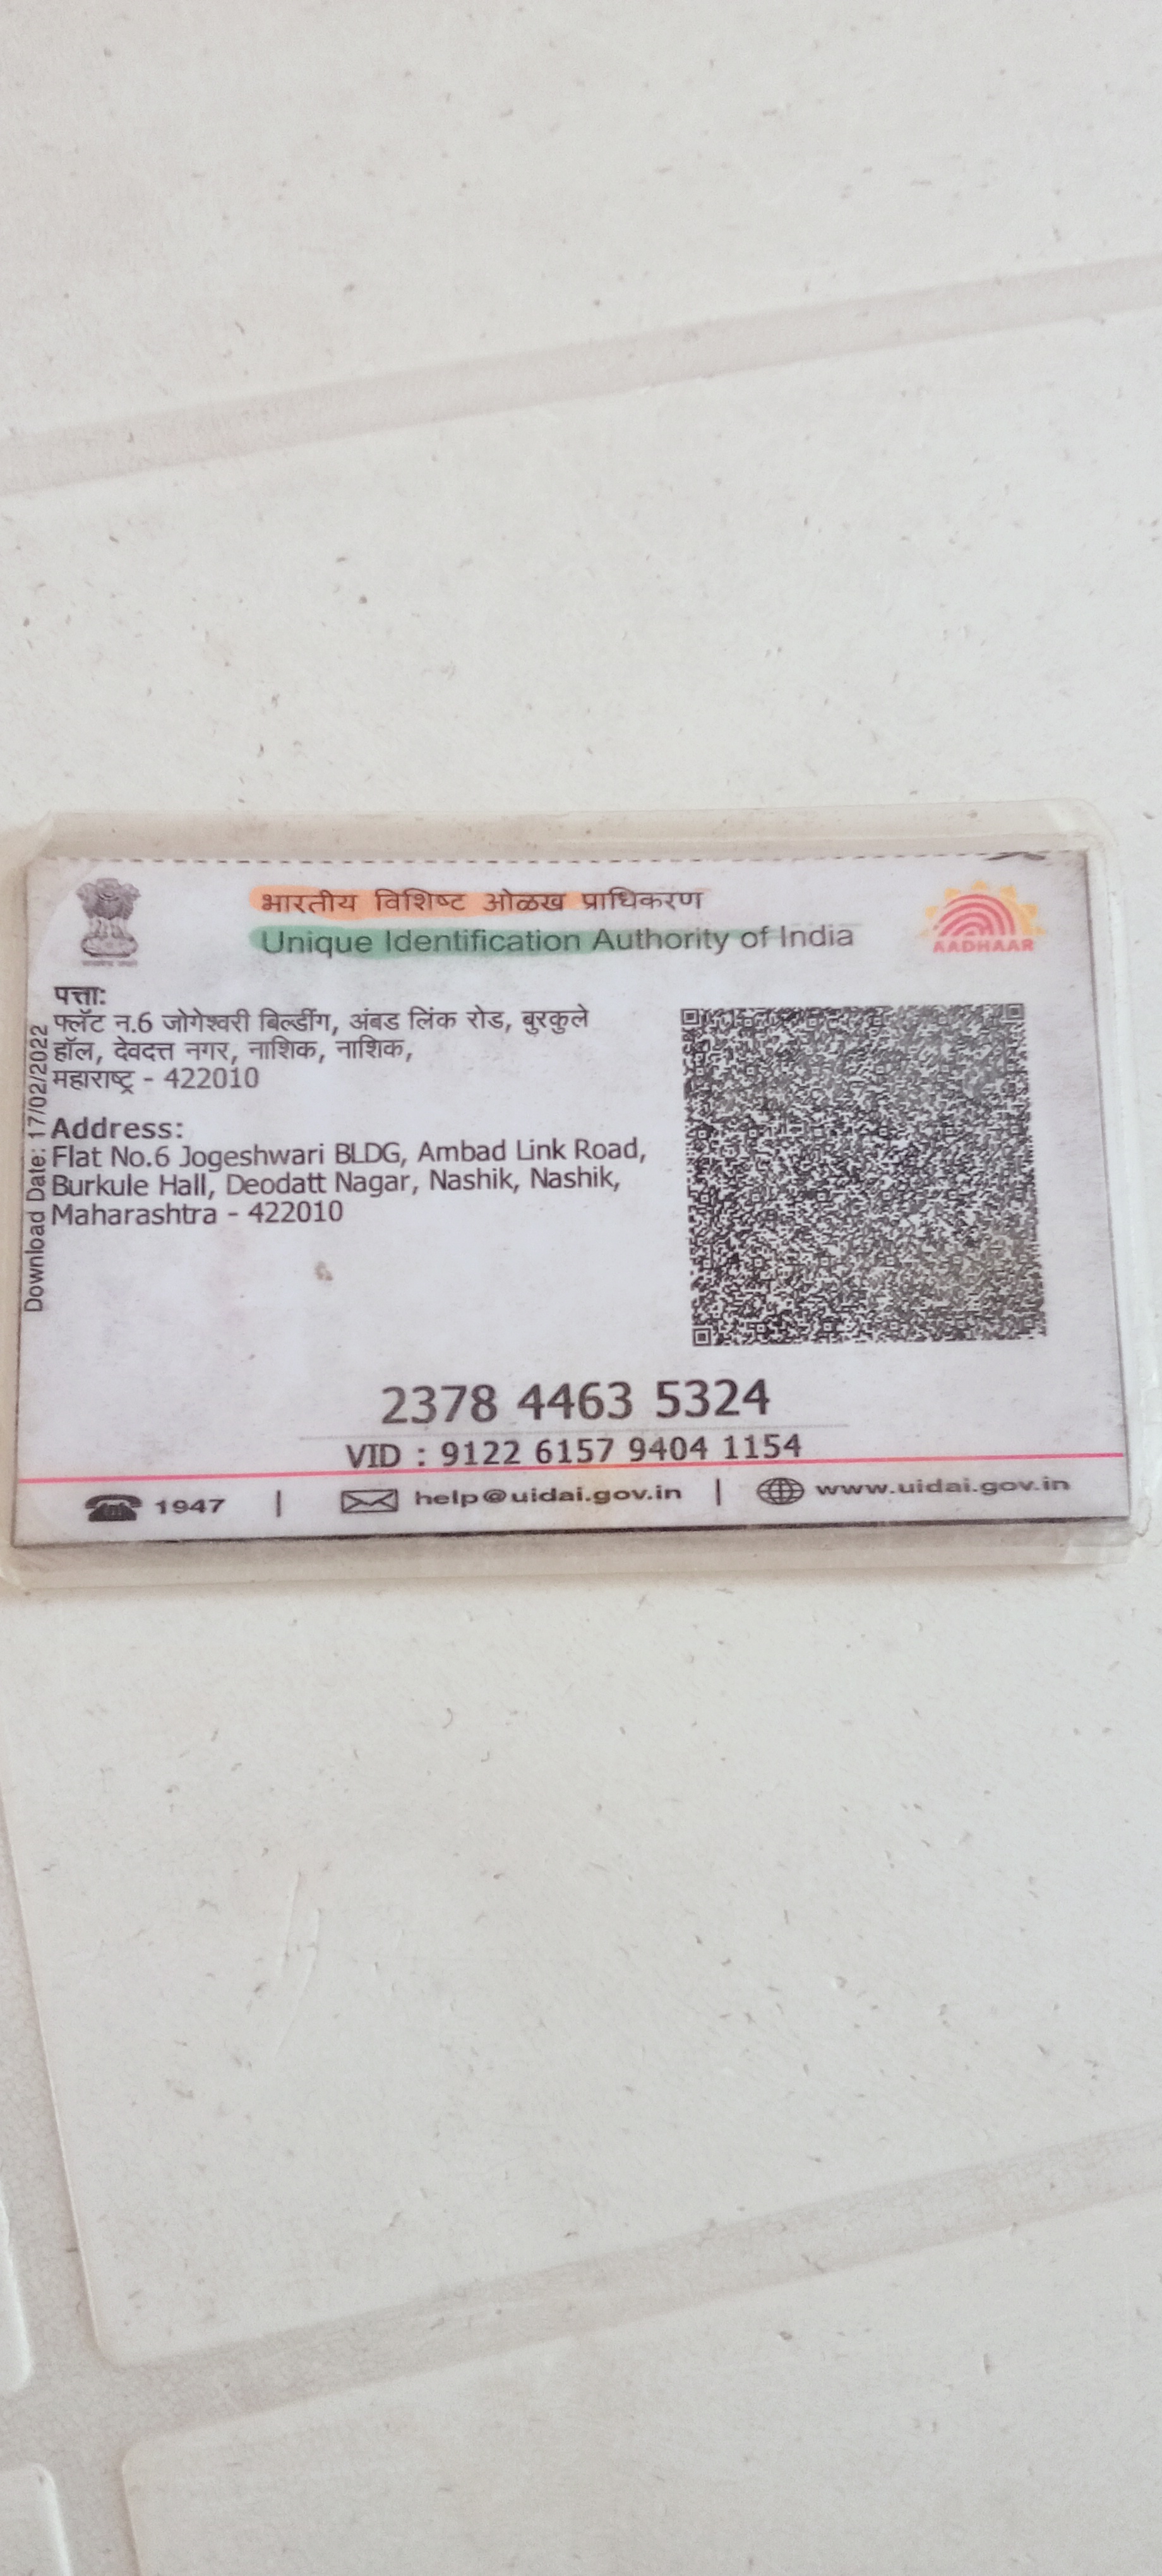 भारतीय विशिष्ट ओळख प्राधिकरण
Unique Identification Authority of India
AADHAAR
पत्ता:
फ्लॅट न.6 जोगेश्वरी बिल्डींग, अंबड लिंक रोड, बुरकुले
हॉल, देवदत्त नगर, नाशिक, नाशिक,
महाराष्ट्र - 422010
Address:
Flat No.6 Jogeshwari BLDG, Ambad Link Road,
Burkule Hall, Deodatt Nagar, Nashik, Nashik,
Maharashtra - 422010
Download Date: 17/02/2022
2378 4463 5324
VID : 9122 6157 9404 1154
1947 | help@uidai.gov.in | www.uidai.gov.in